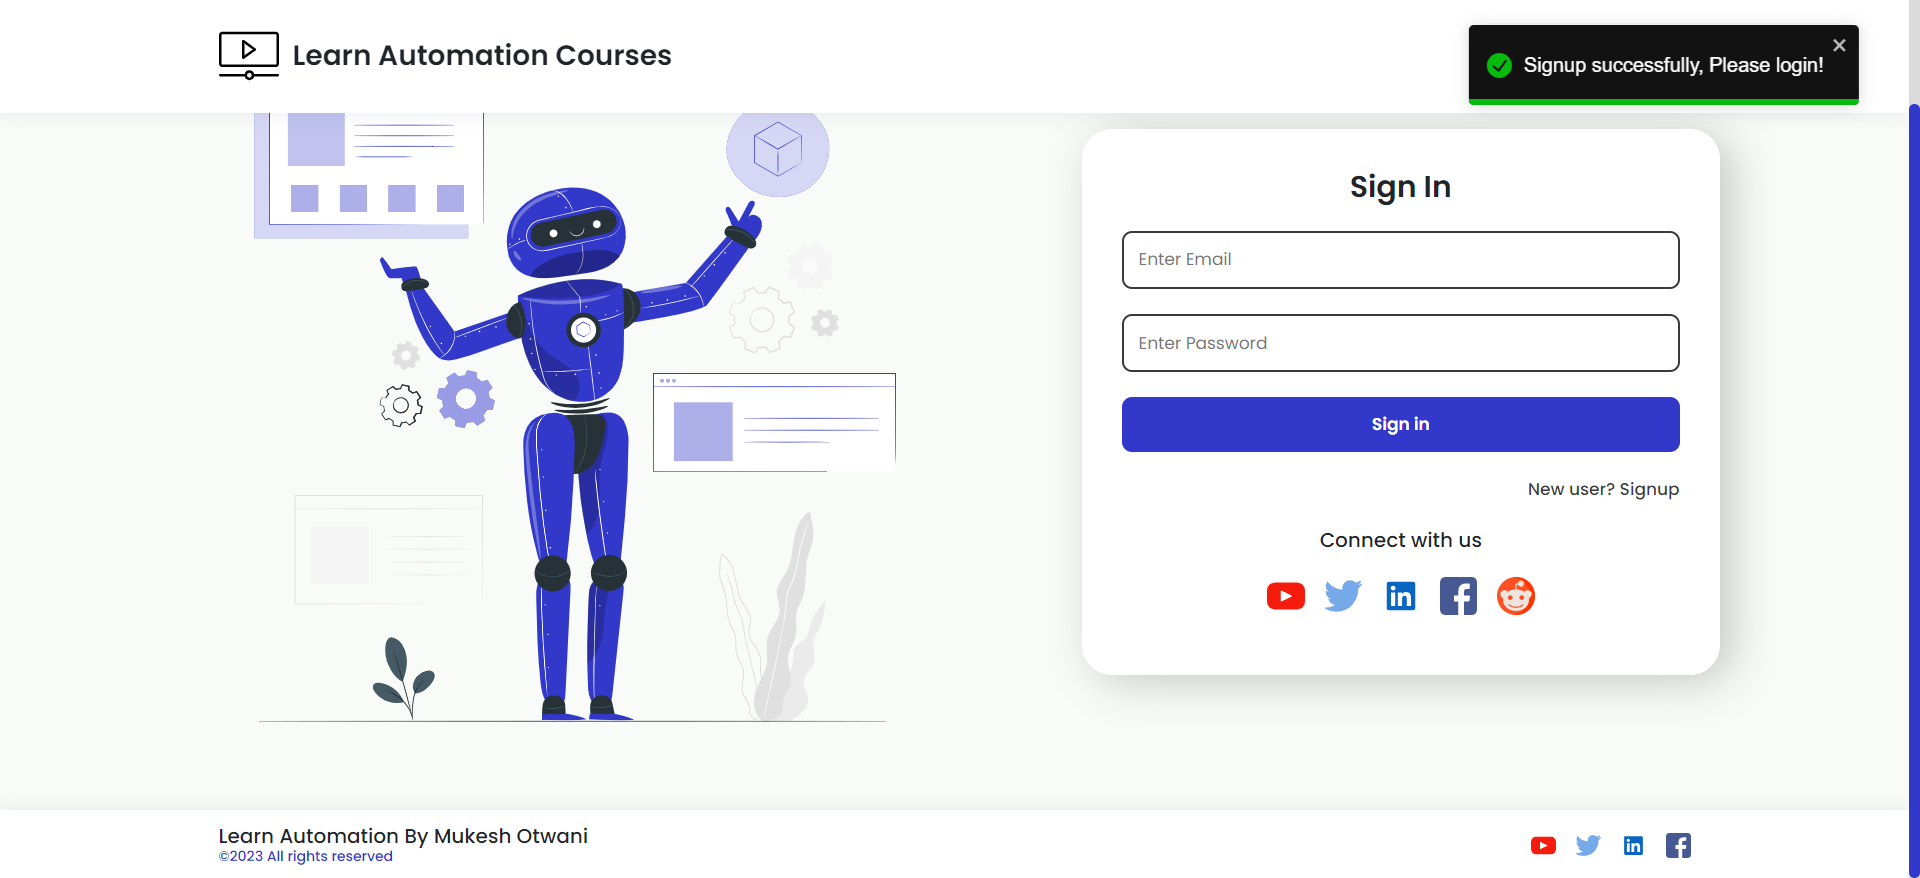 Learn Automation Courses
Signup successfully, Please login!
Sign In
Enter Email
Enter Password
Sign in
New user? Signup
Connect with us
Learn Automation By Mukesh Otwani
©2023 All rights reserved